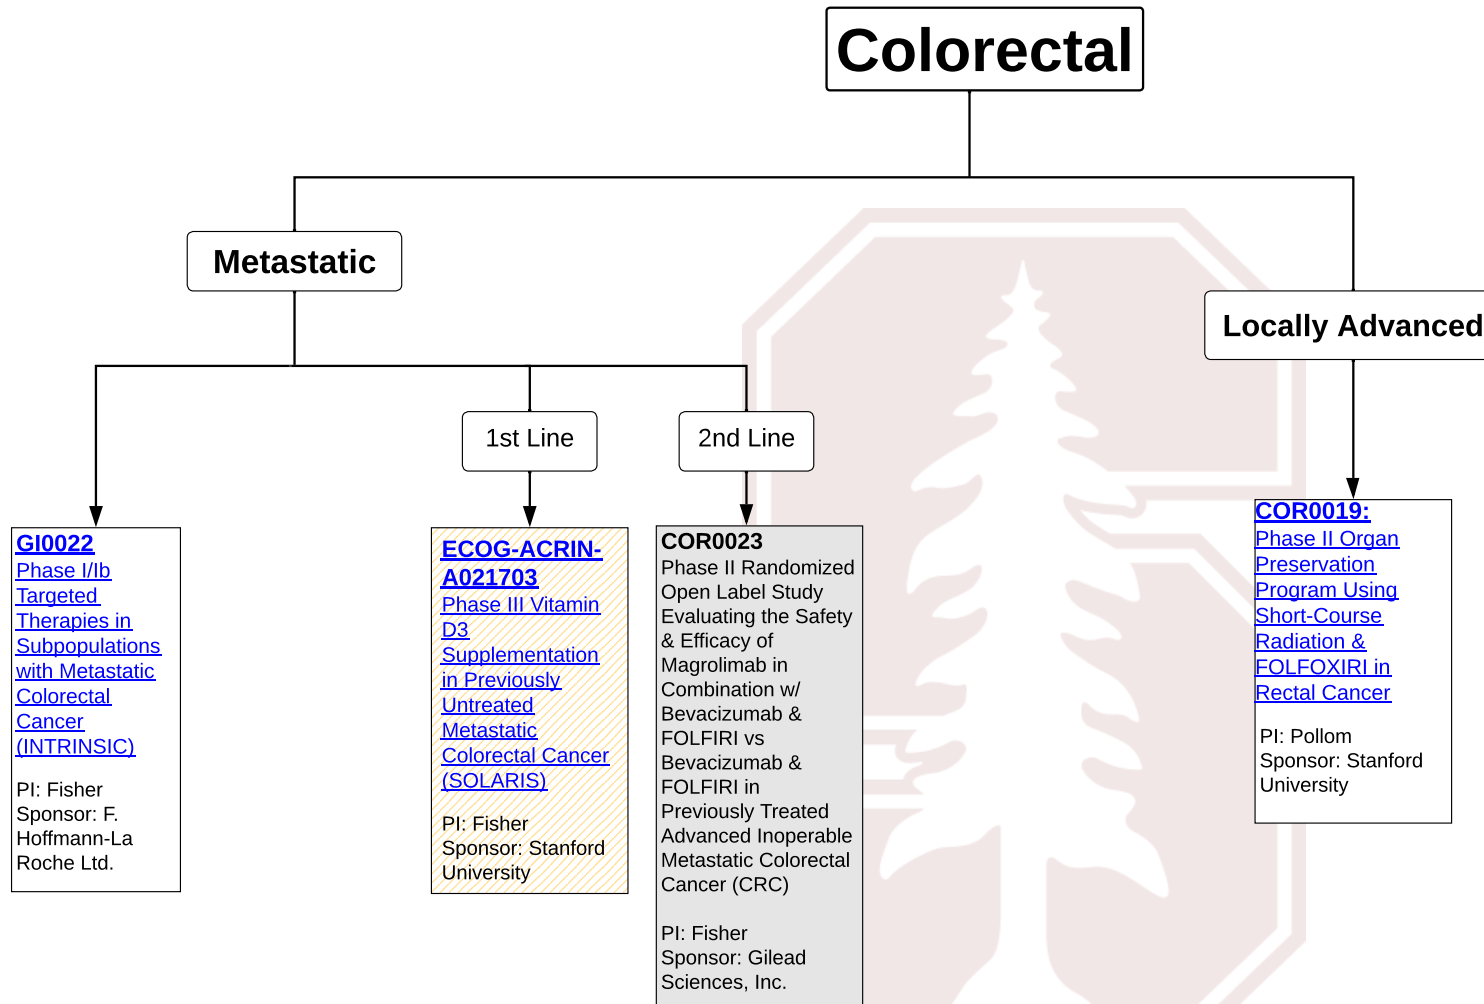 Colorectal
Metastatic
Locally Advanced
1st Line
2nd Line
GI0022
Phase I/Ib
Targeted
Therapies in
Subpopulations
with Metastatic
Colorectal
Cancer
(INTRINSIC)
PI: Fisher
Sponsor: F.
Hoffmann-La
Roche Ltd.
ECOG-ACRIN-
A021703
Phase III Vitamin
D3
Supplementation
in Previously
Untreated
Metastatic
Colorectal Cancer
(SOLARIS)
PI: Fisher
Sponsor: Stanford
University
COR0023
Phase II Randomized
Open Label Study
Evaluating the Safety
& Efficacy of
Magrolimab in
Combination w/
Bevacizumab &
FOLFIRI vs
Bevacizumab &
FOLFIRI in
Previously Treated
Advanced Inoperable
Metastatic Colorectal
Cancer (CRC)
PI: Fisher
Sponsor: Gilead
Sciences, Inc.
COR0019:
Phase II Organ
Preservation
Program Using
Short-Course
Radiation &
FOLFOXIRI in
Rectal Cancer
PI: Pollom
Sponsor: Stanford
University